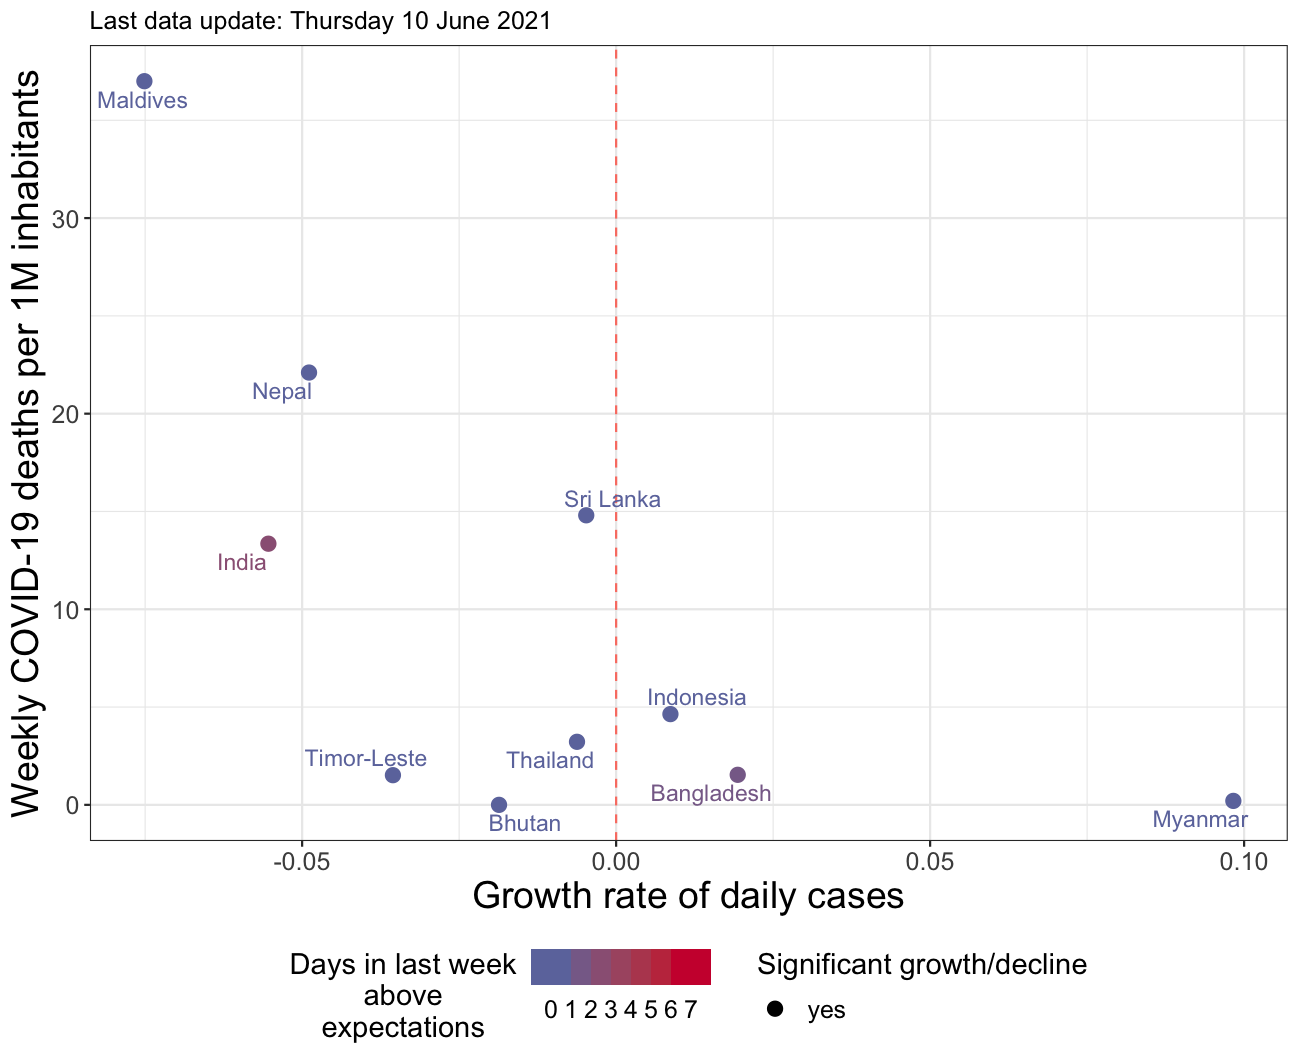 Last data update: Thursday 10 June 2021
Weekly COVID-19 deaths per 1M inhabitants
30
20
10
0
Maldives
Nepal
Sri Lanka
India
Indonesia
Timor-Leste
Thailand
Bangladesh
Bhutan
Myanmar
-0.05
0.00
0.05
0.10
Growth rate of daily cases
Days in last week
above
expectations
0 1 2 3 4 5 6 7
Significant growth/decline
yes